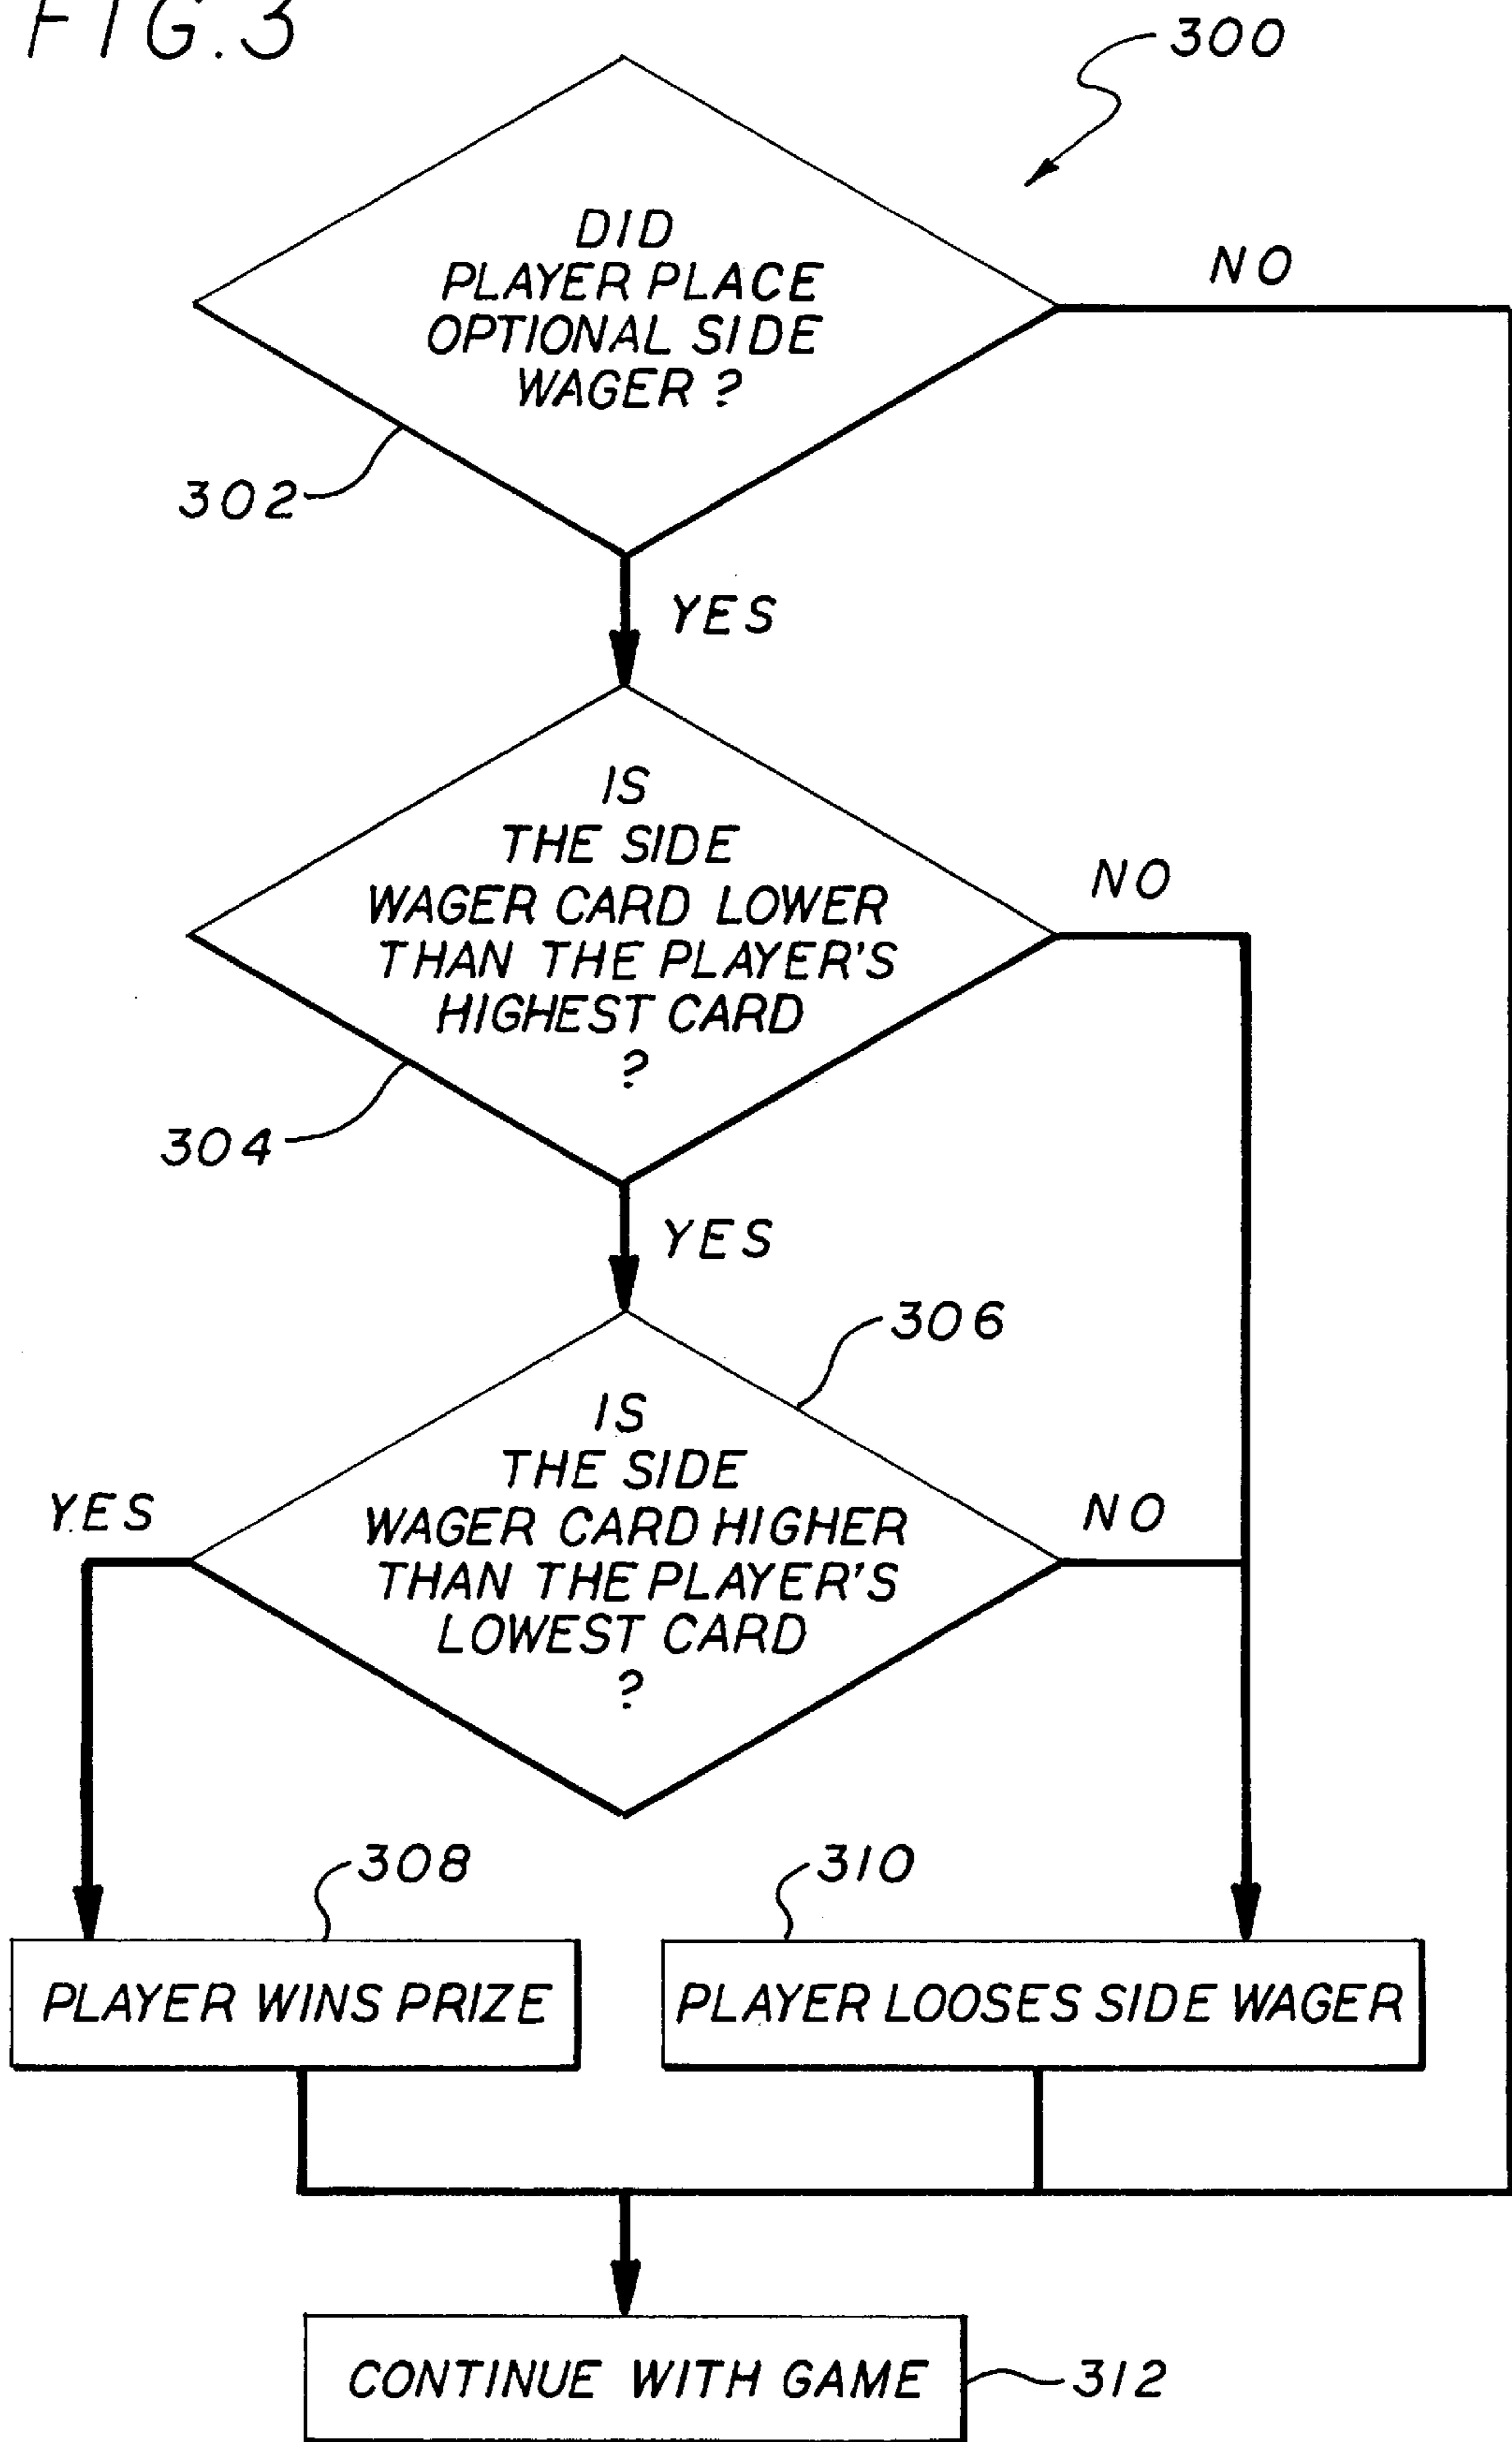 FIG. 3
300
DID
PLAYER PLACE
OPTIONAL SIDE
WAGER ?
NO
302
YES
IS
THE SIDE
WAGER CARD LOWER
THAN THE PLAYER'S
HIGHEST CARD
?
NO
304
YES
306
IS
THE SIDE
WAGER CARD HIGHER
THAN THE PLAYER'S
LOWEST CARD
?
YES
NO
308
310
PLAYER WINS PRIZE
PLAYER LOOSES SIDE WAGER
CONTINUE WITH GAME
312